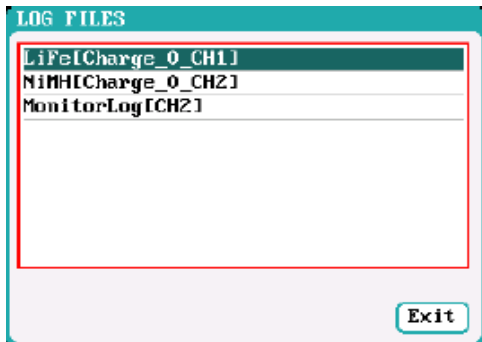 LOG FILES
LiFe[Charge_0_CH1]
NiMH[Charge_0_CH2]
MonitorLog[CH2]
Exit